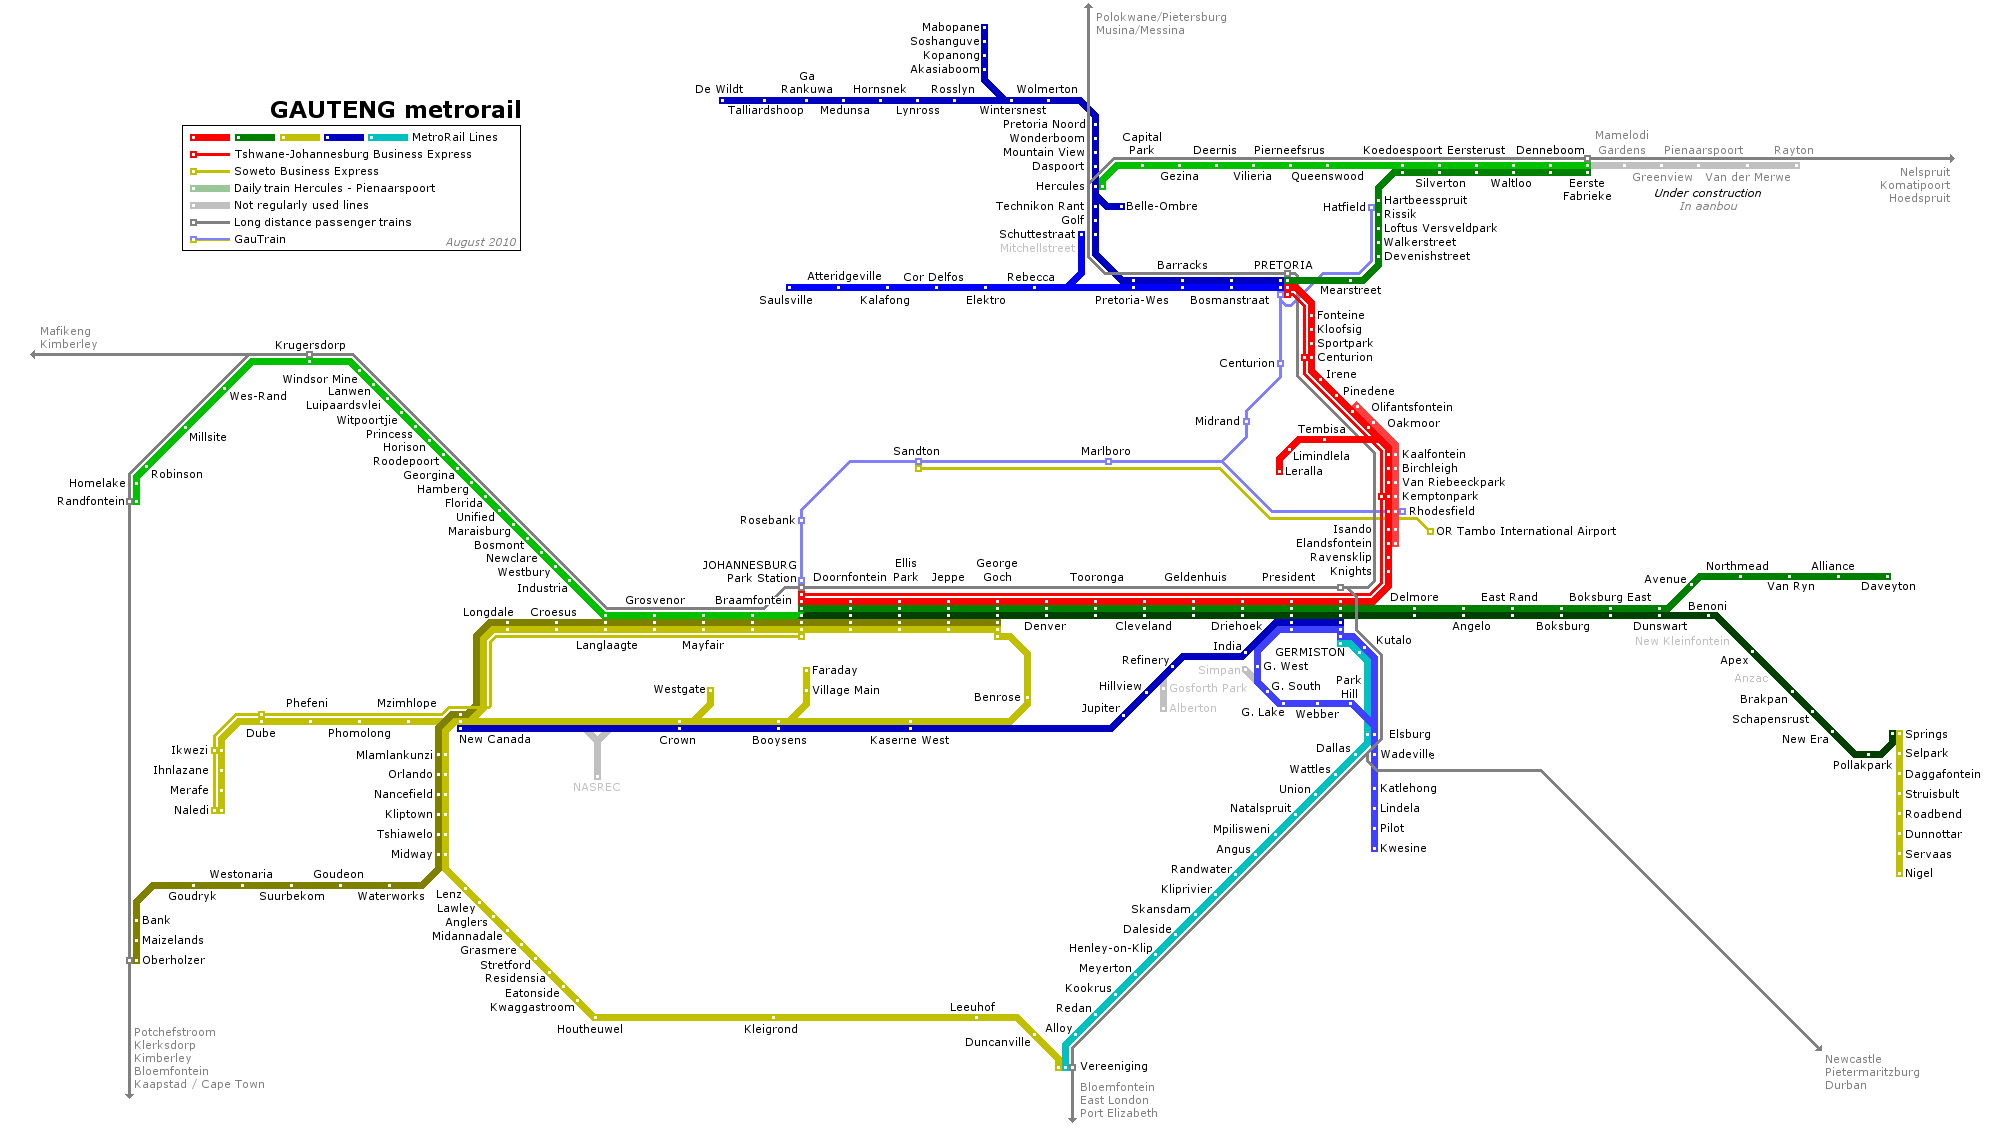 GAUTENG metrorail
MetroRail Lines
Tshwane-Johannesburg Business Express
Soweto Business Express
Daily train Hercules - Pienaarspoort
Not regularly used lines
Long distance passenger trains
GauTrain
August 2010
Polokwane/Pietersburg
Musina/Messina
Mabopane
Soshanguve
Kopanong
Akasiaboom
De Wildt
Ga
Rankuwa
Hornsnek
Rosslyn
Wolmerton
Talliardshoop
Medunsa
Lynross
Wintersnest
Pretoria Noord
Wonderboom
Mountain View
Daspoort
Hercules
Technikon Rant
Golf
Schuttestraat
Mitchellstreet
Belle-Ombre
Capital
Park
Deernis
Pierneefsrus
Koedoespoort
Eersterust
Denneboom
Gezina
Vilieria
Queenswood
Silverton
Waltloo
Eerste
Fabrieke
Mamelodi
Gardens
Pienaarspoort
Rayton
Greenview
Van der Merwe
Under construction
In aanbou
Nelspruit
Komatipoort
Hoedspruit
Hatfield
Hartbeesspruit
Rissik
Loftus Versveldpark
Walkerstreet
Devenishstreet
Mearstreet
Barracks
PRETORIA
Atteridgeville
Cor Delfos
Rebecca
Saulsville
Kalafong
Elektro
Pretoria-Wes
Bosmanstraat
Fonteine
Kloofsig
Sportpark
Centurion
Irene
Pinedene
Olifantsfontein
Oakmoor
Centurion
Midrand
Tembisa
Limindlela
Leralla
Kaalfontein
Birchleigh
Van Riebeeckpark
Kemptonpark
Rhodesfield
OR Tambo International Airport
Isando
Elandsfontein
Ravensklip
Knights
Sandton
Marlboro
Rosebank
Mafikeng
Kimberley
Krugersdorp
Windsor Mine
Lanwen
Luipaardsvlei
Witpoortjie
Princess
Horison
Roodepoort
Georgina
Hamberg
Florida
Unified
Maraisburg
Bosmont
Newclare
Westbury
Industria
Wes-Rand
Millsite
Robinson
Homelake
Randfontein
JOHANNESBURG
Park Station
Braamfontein
Grosvenor
Longdale
Croesus
Langlaagte
Mayfair
Doornfontein
Ellis
Park
Jeppe
George
Goch
Tooronga
Geldenhuis
President
Denver
Cleveland
Driehoek
Delmore
East Rand
Boksburg East
Angelo
Boksburg
Dunswart
Avenue
Northmead
Alliance
Van Ryn
Daveyton
Benoni
New Kleinfontein
Apex
Anzac
Brakpan
Schapensrust
New Era
Pollakpark
Springs
Selpark
Daggafontein
Struisbult
Roadbend
Dunnottar
Servaas
Nigel
India
Refinery
Hillview
Jupiter
Simpan
Gosforth Park
Alberton
GERMISTON
G. West
G. South
G. Lake
Webber
Park
Hill
Kutalo
Elsburg
Wadeville
Katlehong
Lindela
Pilot
Kwesine
Dallas
Wattles
Union
Natalspruit
Mpilisweni
Angus
Randwater
Kliprivier
Skansdam
Daleside
Henley-on-Klip
Meyerton
Kookrus
Redan
Alloy
Vereeniging
Bloemfontein
East London
Port Elizabeth
Newcastle
Pietermaritzburg
Durban
Faraday
Village Main
Westgate
Benrose
New Canada
Crown
Booysens
Kaserne West
NASREC
Phefeni
Mzimhlope
Dube
Phomolong
Ikwezi
Ihnlazane
Merafe
Naledi
Mlamlankunzi
Orlando
Nancefield
Kliptown
Tshiawelo
Midway
Westonaria
Goudeon
Goudryk
Suurbekom
Waterworks
Bank
Maizelands
Oberholzer
Lenz
Lawley
Anglers
Midannadale
Grasmere
Stretford
Residensia
Eatonside
Kwaggastroom
Houtheuwel
Kleigrond
Leeuhof
Duncanville
Potchefstroom
Klerksdorp
Kimberley
Bloemfontein
Kaapstad / Cape Town